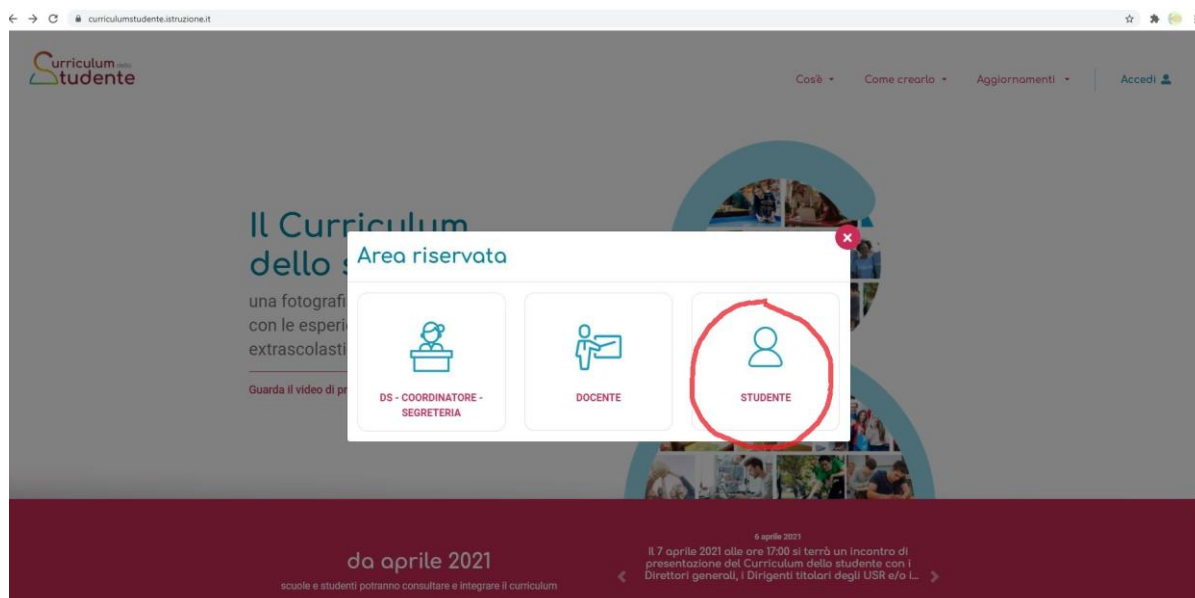 curriculumstudente.istruzione.it
Curriculum dello
Studente
Cos'è
Come crearlo
Aggiornamenti
Accedi
Il Curriculum
dello s
una fotografi
con le esperi
extrascolasti
Guarda il video di pr
Area riservata
DS - COORDINATORE -
SEGRETERIA
DOCENTE
STUDENTE
da aprile 2021
scuole e studenti potranno consultare e integrare il curriculum
6 aprile 2021
Il 7 aprile 2021 alle ore 17:00 si terrà un incontro di
presentazione del Curriculum dello studente con i
Direttori generali, i Dirigenti titolari degli USR e/o i...